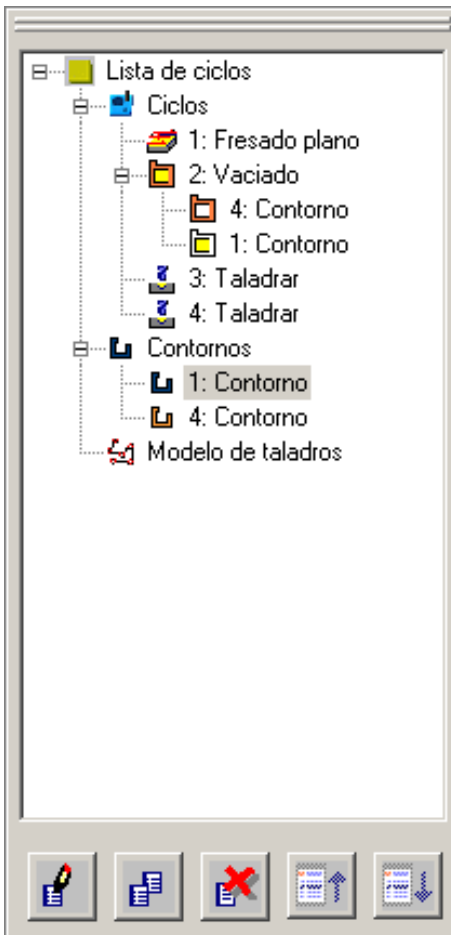 Lista de ciclos
Ciclos
1: Fresado plano
2: Vaciado
4: Contorno
1: Contorno
3: Taladrar
4: Taladrar
Contornos
1: Contorno
4: Contorno
Modelo de taladros